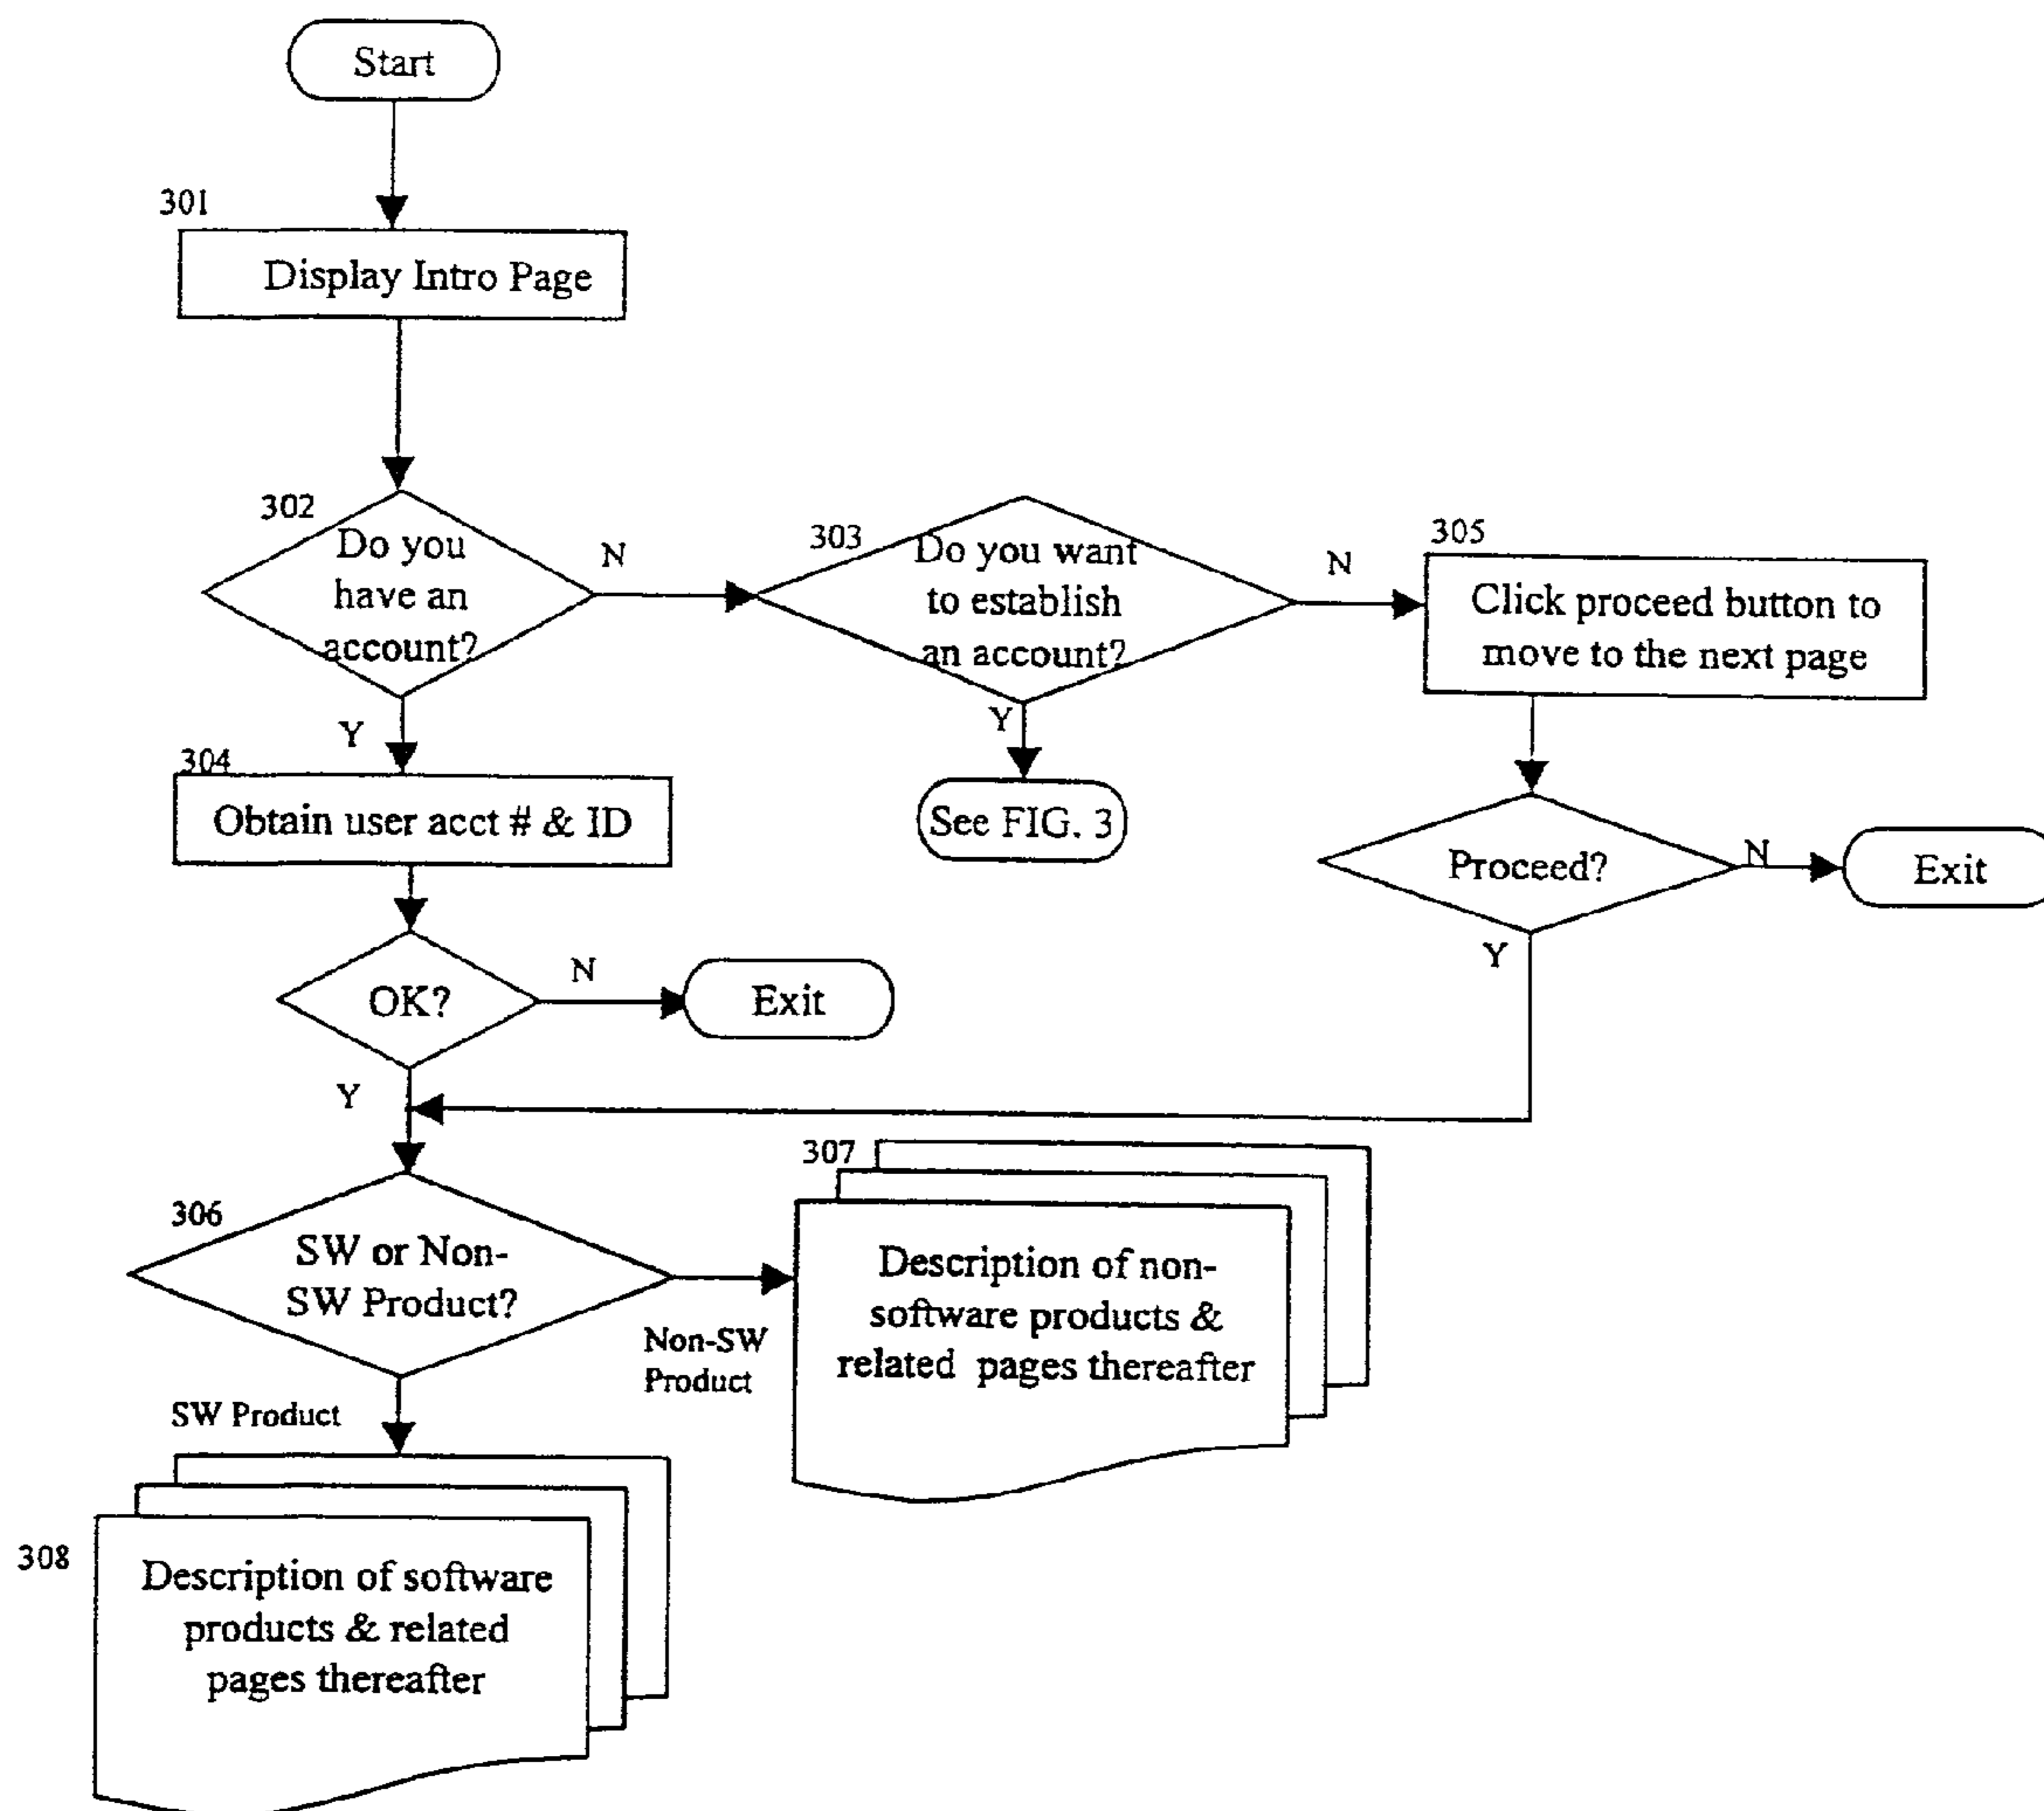 Start
301
Display Intro Page
302
Do you
have an
account?
N
303
Do you want
to establish
an account?
N
305
Click proceed button to
move to the next page
Y
304
Obtain user acct # & ID
Y
See FIG. 3
Proceed?
N
Exit
Y
OK?
N
Exit
Y
306
SW or Non-
SW Product?
Non-SW
Product
307
Description of non-
software products &
related pages thereafter
SW Product
308
Description of software
products & related
pages thereafter